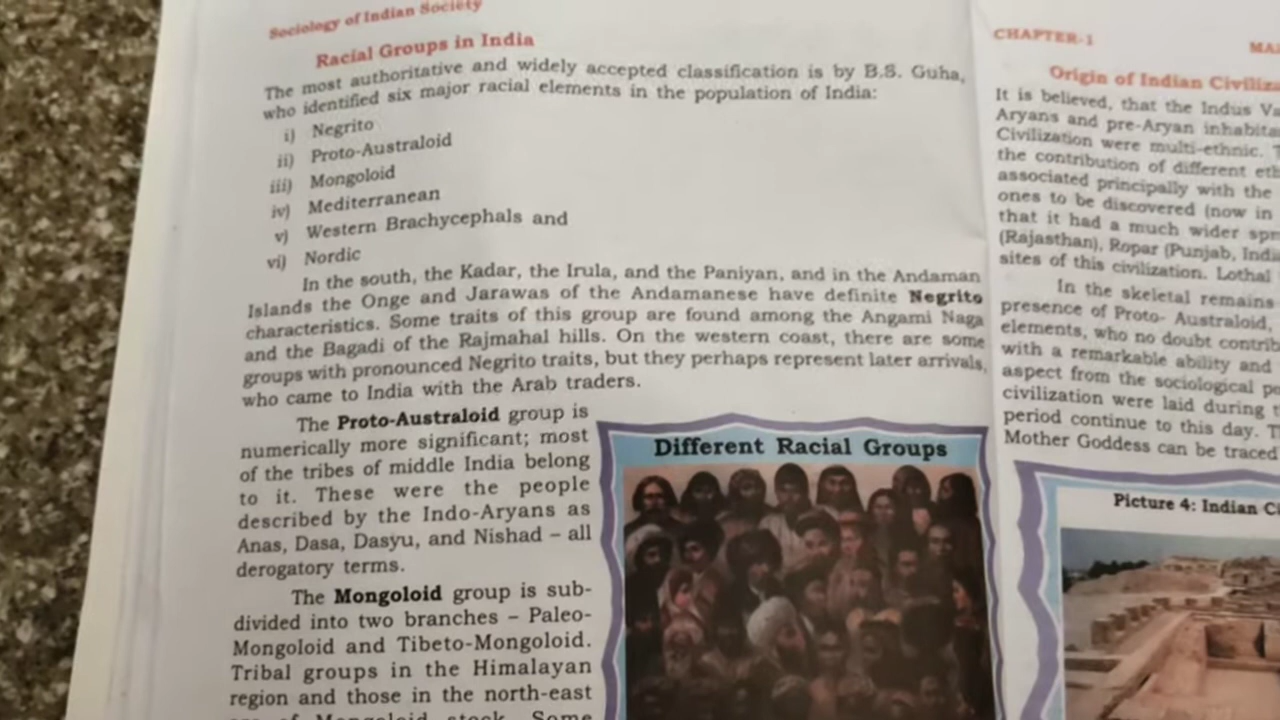 Sociology of Indian Society
Racial Groups in India
The most authoritative and widely accepted classification is by B.S. Guha,
who identified six major racial elements in the population of India:
i) Negrito
ii) Proto-Australoid
iii) Mongoloid
iv) Mediterranean
v) Western Brachycephals and
vi) Nordic
In the south, the Kadar, the Irula, and the Paniyan, and in the Andaman
Islands the Onge and Jarawas of the Andamanese have definite Negrito
characteristics. Some traits of this group are found among the Angami Naga
and the Bagadi of the Rajmahal hills. On the western coast, there are some
groups with pronounced Negrito traits, but they perhaps represent later arrivals,
who came to India with the Arab traders.
The Proto-Australoid group is
numerically more significant; most
of the tribes of middle India belong
to it. These were the people
described by the Indo-Aryans as
Anas, Dasa, Dasyu, and Nishad – all
derogatory terms.
The Mongoloid group is sub-
divided into two branches – Paleo-
Mongoloid and Tibeto-Mongoloid.
Tribal groups in the Himalayan
region and those in the north-east
are of Mongoloid stock. Some
Different Racial Groups
CHAPTER-1
Origin of Indian
It is believed, that the Indus
Aryans and pre-Aryan
Civilization were multi-ethnic.
the contribution of different
associated principally with the
ones to be discovered (now in
that it had a much wider
(Rajasthan), Ropar (Punjab,
sites of this civilization. Lothal
In the skeletal remains
presence of Proto- Australoid,
elements, who no doubt
with a remarkable ability and
aspect from the sociological
civilization were laid during
period continue to this day.
Mother Goddess can be traced
Picture 4: Indian